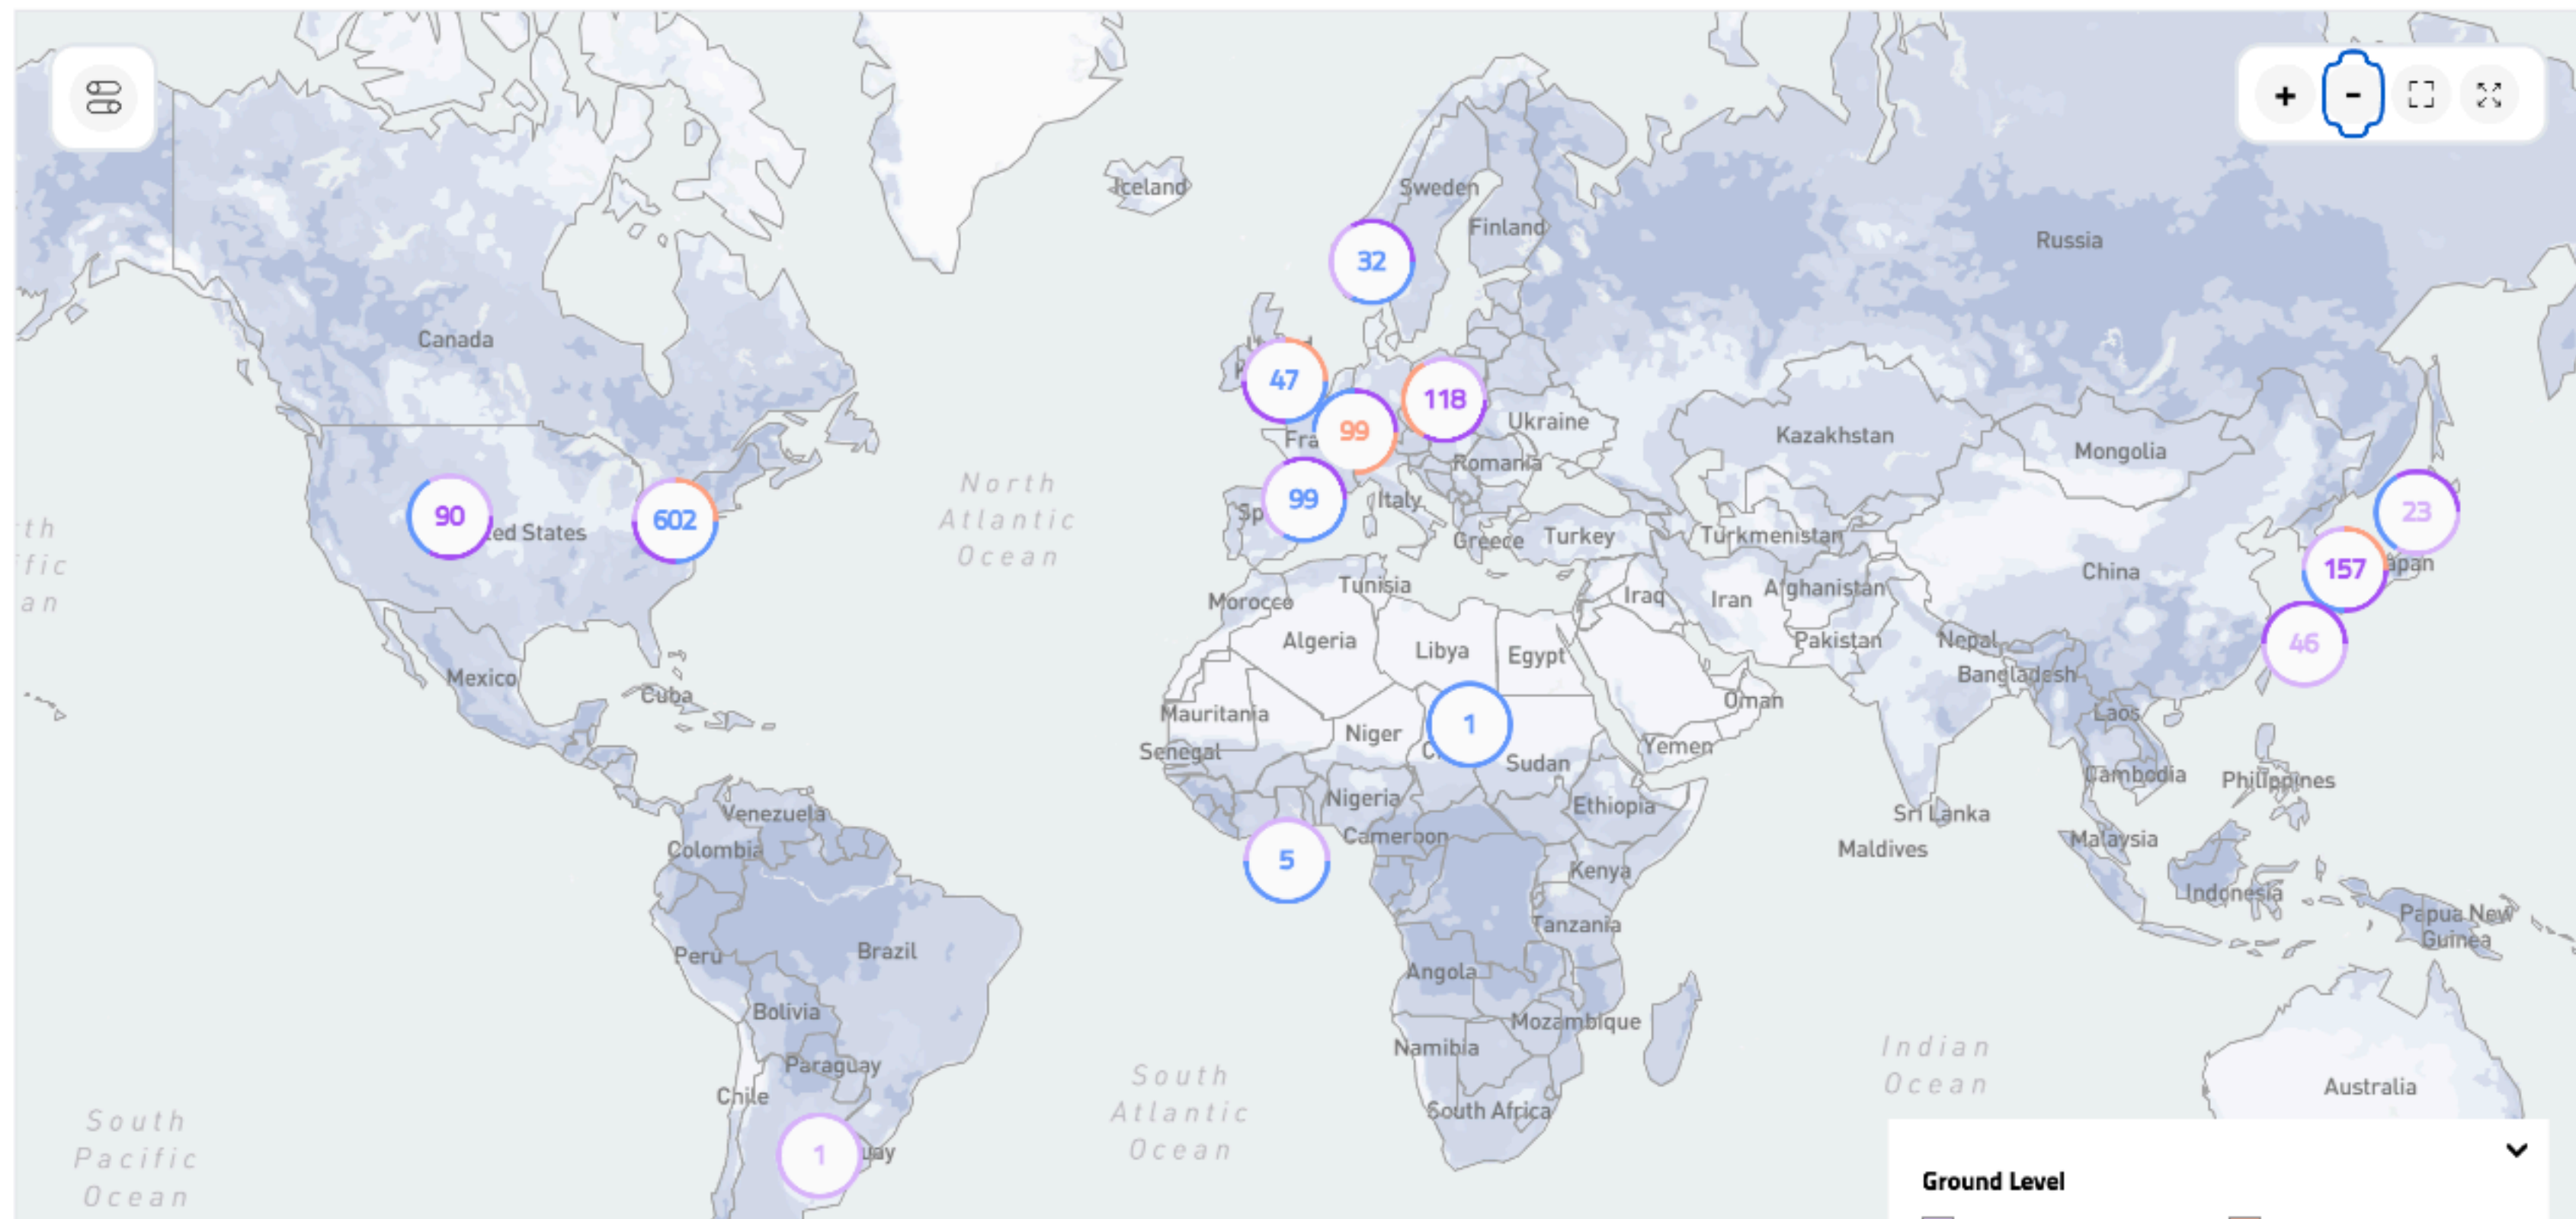 +
-
Iceland
Sweden
Finland
Russia
32
Canada
47
99
118
Ukraine
Kazakhstan
Mongolia
Romania
North
Atlantic
Ocean
90
602
99
Italy
Greece
Turkey
Turkmenistan
China
23
157
46
Tunisia
Morocco
Algeria
Libya
Egypt
Iraq
Iran
Afghanistan
Pakistan
Nepal
Bangladesh
Mexico
Cuba
Mauritania
Niger
1
Oman
Laos
Senegal
Sudan
Yemen
Cambodia
Philippines
Venezuela
Nigeria
Ethiopia
Sri Lanka
Colombia
5
Cameroon
Maldives
Malaysia
Kenya
Indonesia
Peru
Brazil
Tanzania
Papua New
Guinea
Angola
Bolivia
Mozambique
Namibia
Paraguay
Chile
South
Atlantic
Ocean
Indian
Ocean
Australia
South Africa
South
Pacific
Ocean
1
Ground Level